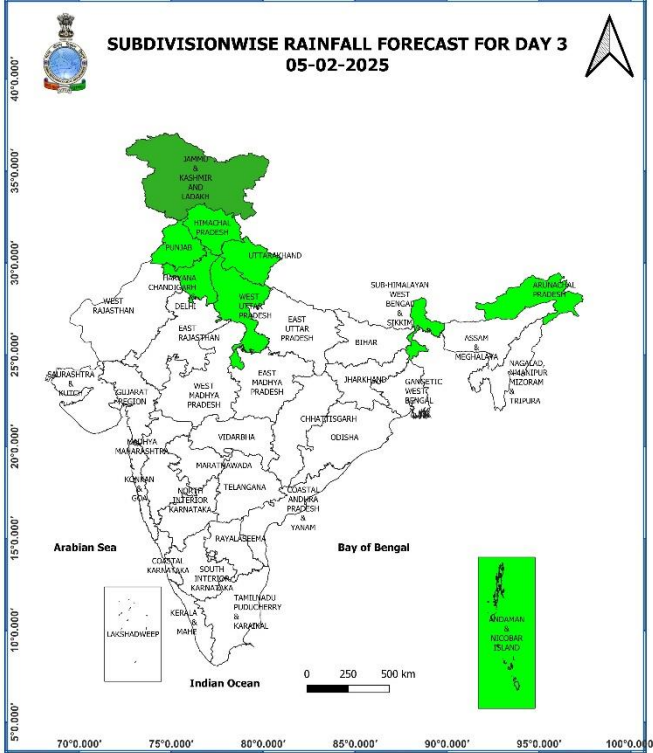 SUBDIVISIONWISE RAINFALL FORECAST FOR DAY 3
05-02-2025
40°0.000'
35°0.000'
30°0.000'
25°0.000'
20°0.000'
15°0.000'
10°0.000'
5°0.000'
JAMMU
&
KASHMIR
AND
LADAKH
HIMACHAL
PRADESH
PUNJAB
UTTARAKHAND
HARYANA
CHANDIGARH
&
DELHI
WEST
UTTAR
PRADESH
WEST
RAJASTHAN
EAST
RAJASTHAN
EAST
UTTAR
PRADESH
SUB-HIMALAYAN
WEST
BENGAL
&
SIKKIM
ARUNACHAL
PRADESH
BIHAR
ASSAM
&
MEGHALAYA
NAGALAD,
MANIPUR
MIZORAM
&
TRIPURA
SAURASHTRA
&
KUTCH
GUJARAT
REGION
WEST
MADHYA
PRADESH
EAST
MADHYA
PRADESH
JHARKHAND
GANGETIC
WEST
BENGAL
CHHATTISGARH
ODISHA
VIDARBHA
MADHYA
MAHARASHTRA
MARATHAWADA
KONKAN
&
GOA
NORTH
INTERIOR
KARNATAKA
TELANGANA
COASTAL
ANDHRA
PRADESH
&
YANAM
RAYALASEEMA
Arabian Sea
Bay of Bengal
COASTAL
KARNATAKA
SOUTH
INTERIOR
KARNATAKA
TAMILNADU
PUDUCHERRY
&
KARAIKAL
KERALA
&
MAHE
LAKSHADWEEP
ANDAMAN
&
NICOBAR
ISLAND
Indian Ocean
0 250 500 km
70°0.000' 75°0.000' 80°0.000' 85°0.000' 90°0.000' 95°0.000' 100°0.00